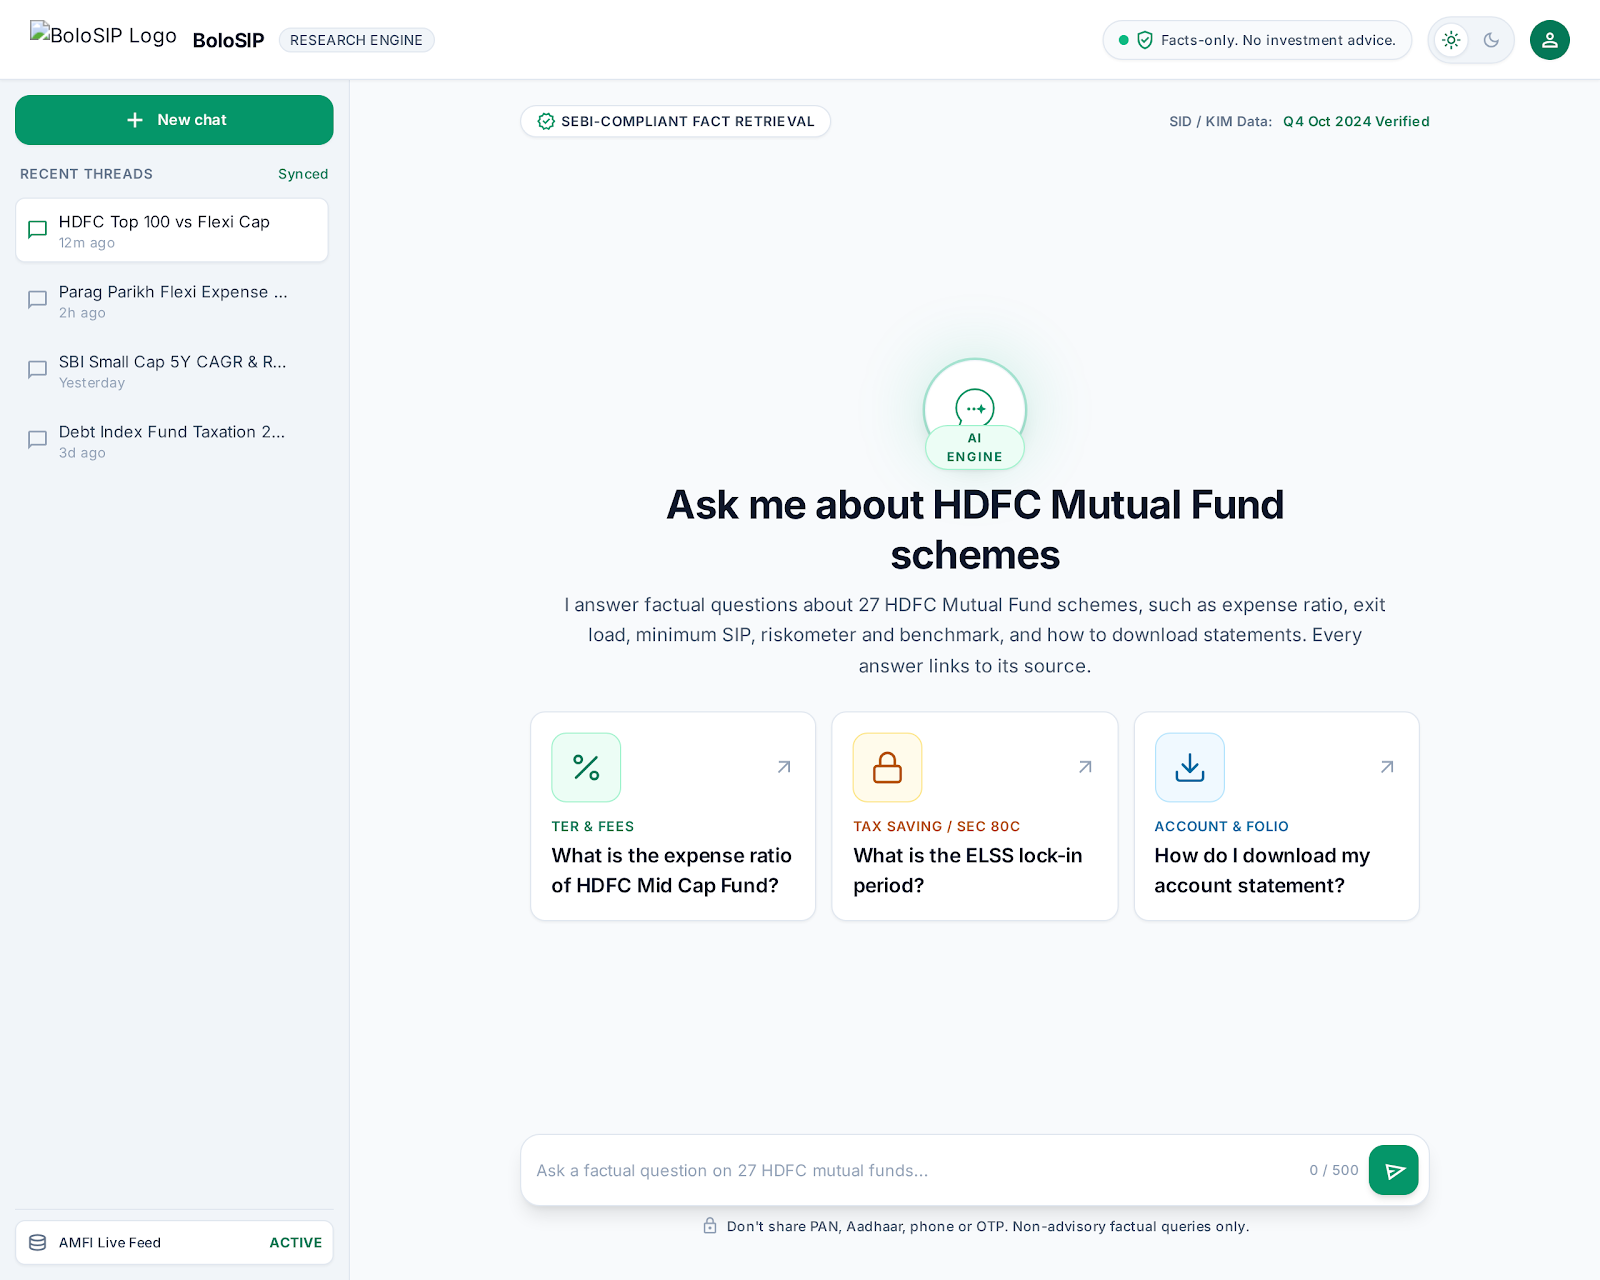 BoloSIP Logo BoloSIP RESEARCH ENGINE
Facts-only. No investment advice.
New chat
RECENT THREADS Synced
HDFC Top 100 vs Flexi Cap
12m ago
Parag Parikh Flexi Expense ...
2h ago
SBI Small Cap 5Y CAGR & R...
Yesterday
Debt Index Fund Taxation 2...
3d ago
AMFI Live Feed ACTIVE
SEBI-COMPLIANT FACT RETRIEVAL
SID / KIM Data: Q4 Oct 2024 Verified
AI
ENGINE
Ask me about HDFC Mutual Fund
schemes
I answer factual questions about 27 HDFC Mutual Fund schemes, such as expense ratio, exit
load, minimum SIP, riskometer and benchmark, and how to download statements. Every
answer links to its source.
TER & FEES
What is the expense ratio
of HDFC Mid Cap Fund?
TAX SAVING / SEC 80C
What is the ELSS lock-in
period?
ACCOUNT & FOLIO
How do I download my
account statement?
Ask a factual question on 27 HDFC mutual funds...
0 / 500
Don't share PAN, Aadhaar, phone or OTP. Non-advisory factual queries only.